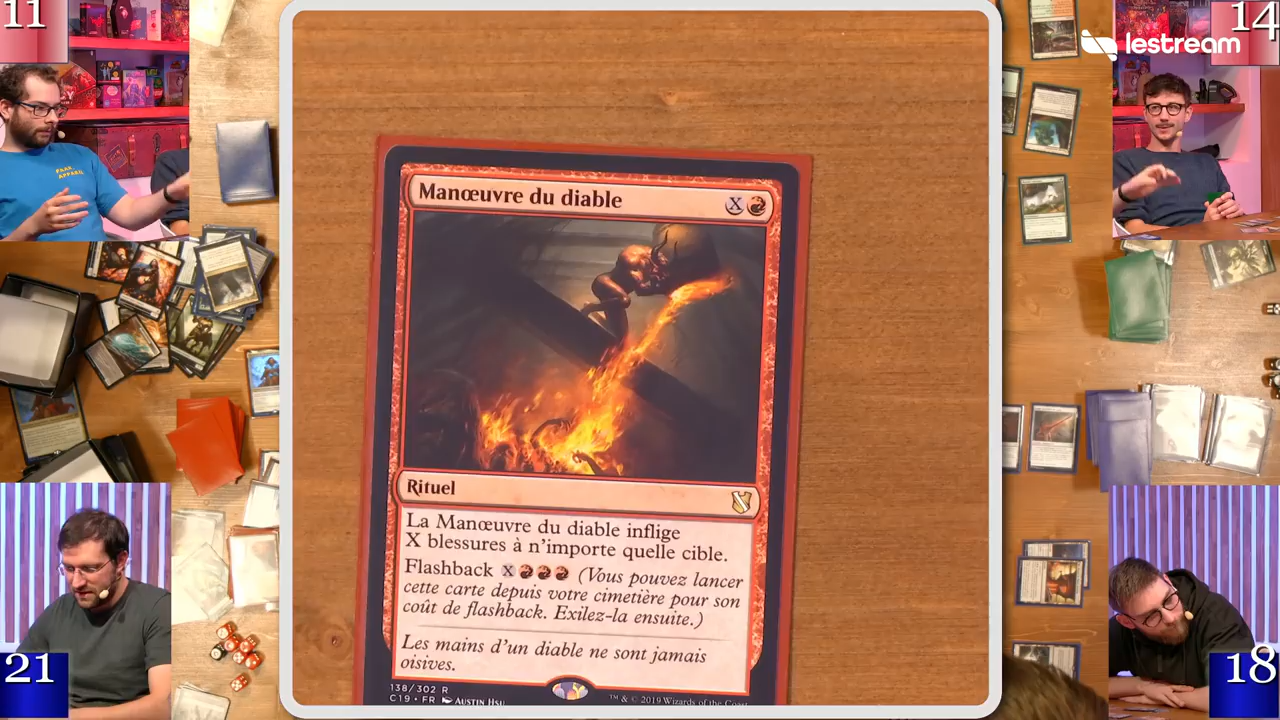 11
14
lestream
FAAS
APPARU
Manœuvre du diable
X
Rituel
La Manœuvre du diable inflige
X blessures à n'importe quelle cible.
Flashback X (Vous pouvez lancer
cette carte depuis votre cimetière pour son
coût de flashback. Exilez-la ensuite.)
Les mains d'un diable ne sont jamais
oisives.
138/302 R
C19 • FR Austin Hsu
™ & © 2019 Wizards of the Coast
21
18